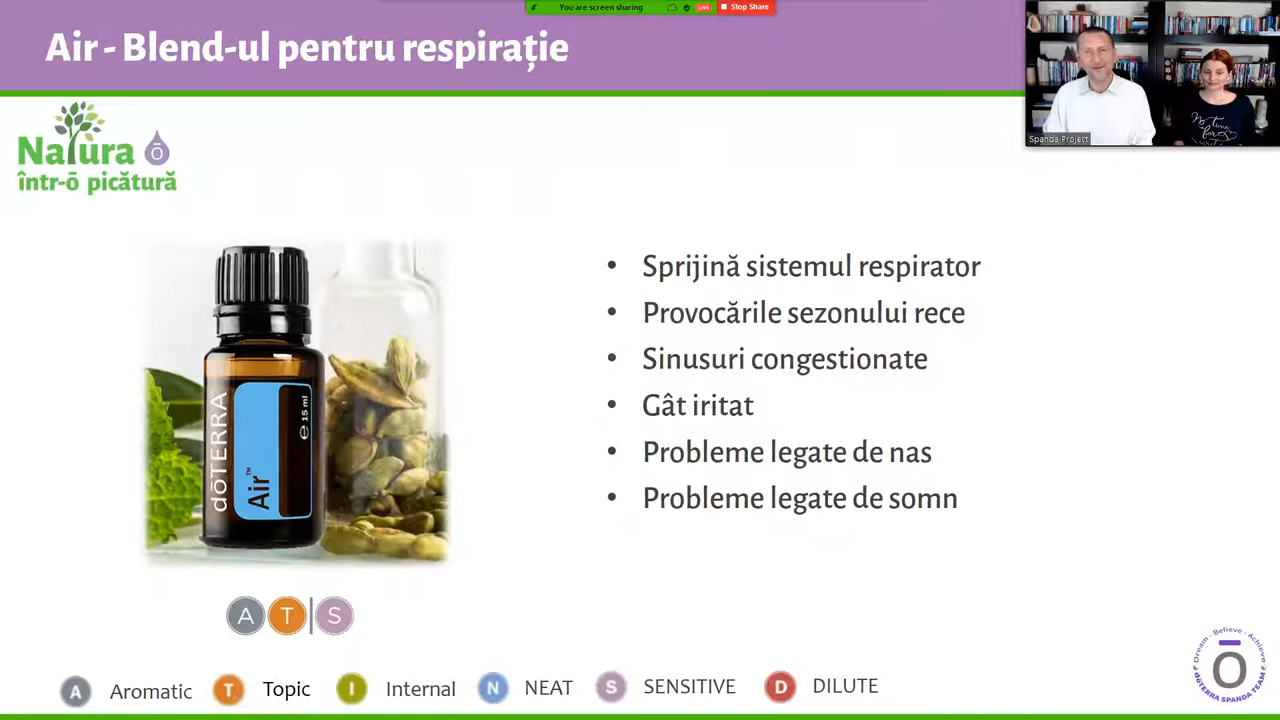 You are screen sharing
LIVE
Stop Share
Air - Blend-ul pentru respirație
Spanda Project
Natura ō
într-ō picătură
• Sprijină sistemul respirator
• Provocările sezonului rece
• Sinusuri congestionate
• Gât iritat
• Probleme legate de nas
• Probleme legate de somn
dōTERRA
Air™
℮ 15 ml
A T | S
A Aromatic T Topic I Internal N NEAT S SENSITIVE D DILUTE
Dream - Believe - Achieve
Ō
dōTERRA SPANDA TEAM